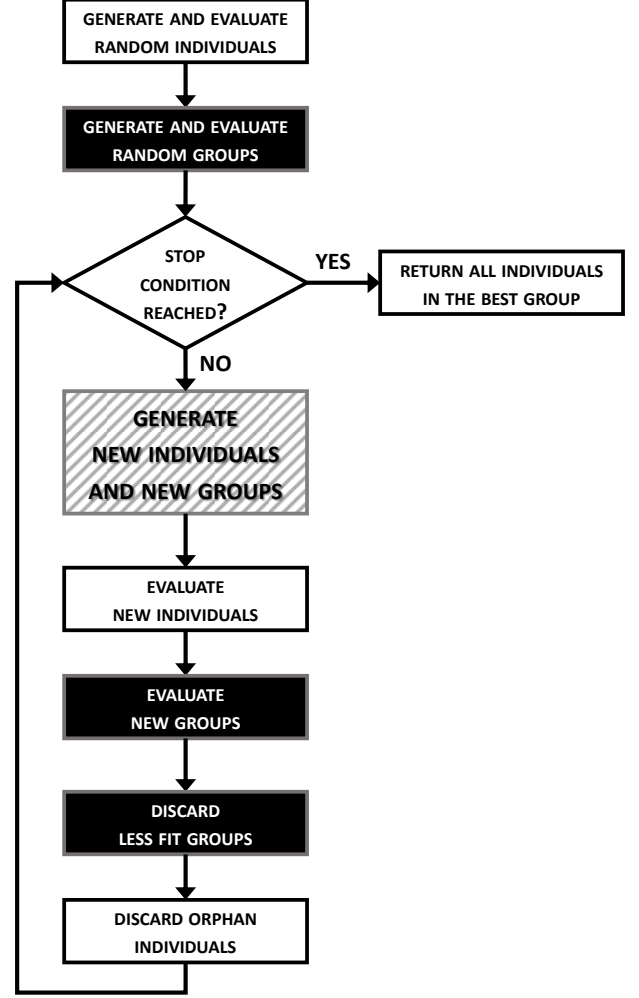 GENERATE AND EVALUATE
RANDOM INDIVIDUALS
GENERATE AND EVALUATE
RANDOM GROUPS
STOP
CONDITION
REACHED?
YES
RETURN ALL INDIVIDUALS
IN THE BEST GROUP
NO
GENERATE
NEW INDIVIDUALS
AND NEW GROUPS
EVALUATE
NEW INDIVIDUALS
EVALUATE
NEW GROUPS
DISCARD
LESS FIT GROUPS
DISCARD ORPHAN
INDIVIDUALS